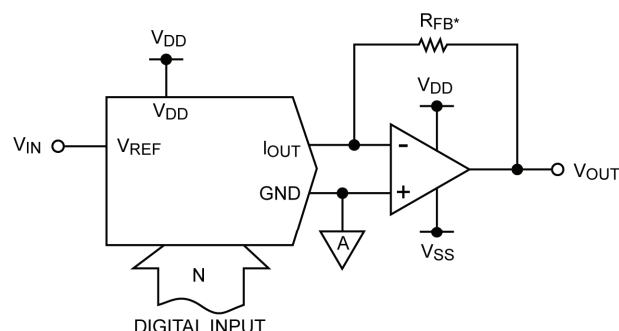 RFB*
VDD
VDD
VDD
VIN
VREF
IOUT
-
GND
+
VOUT
A
VSS
N
DIGITAL INPUT